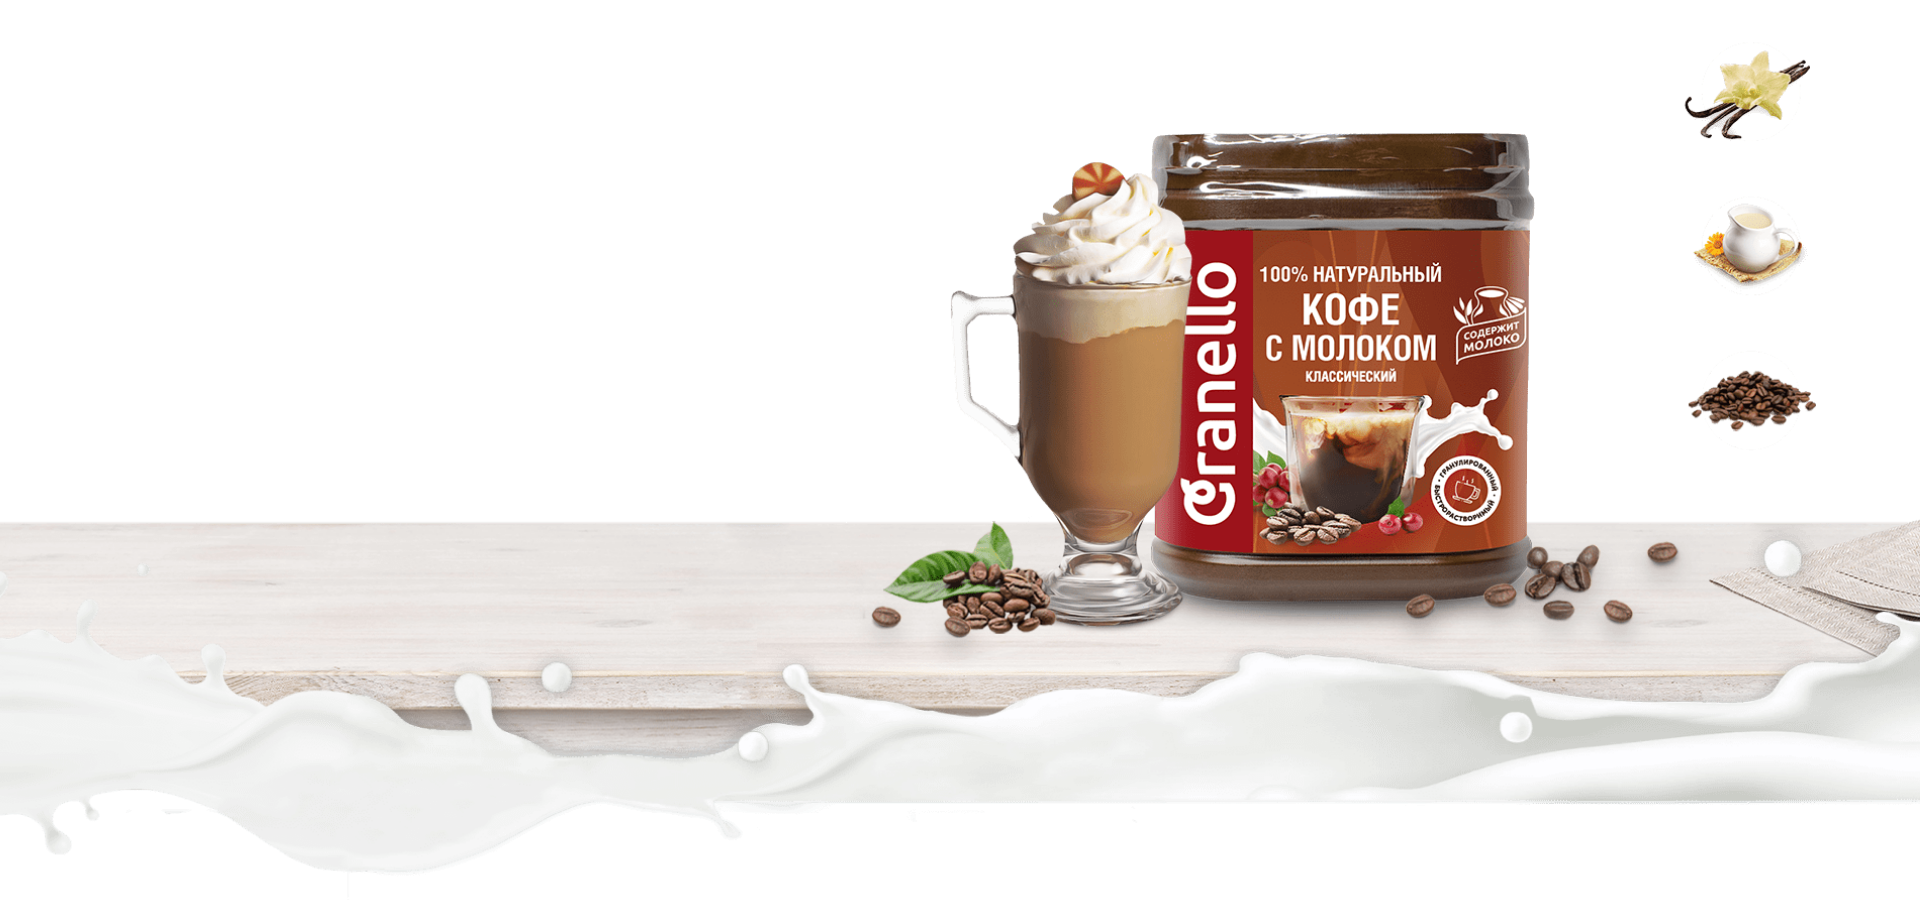 Granello
100% НАТУРАЛЬНЫЙ
КОФЕ
С МОЛОКОМ
КЛАССИЧЕСКИЙ
СОДЕРЖИТ
МОЛОКО
ГРАНУЛИРОВАННЫЙ
БЫСТРОРАСТВОРИМЫЙ